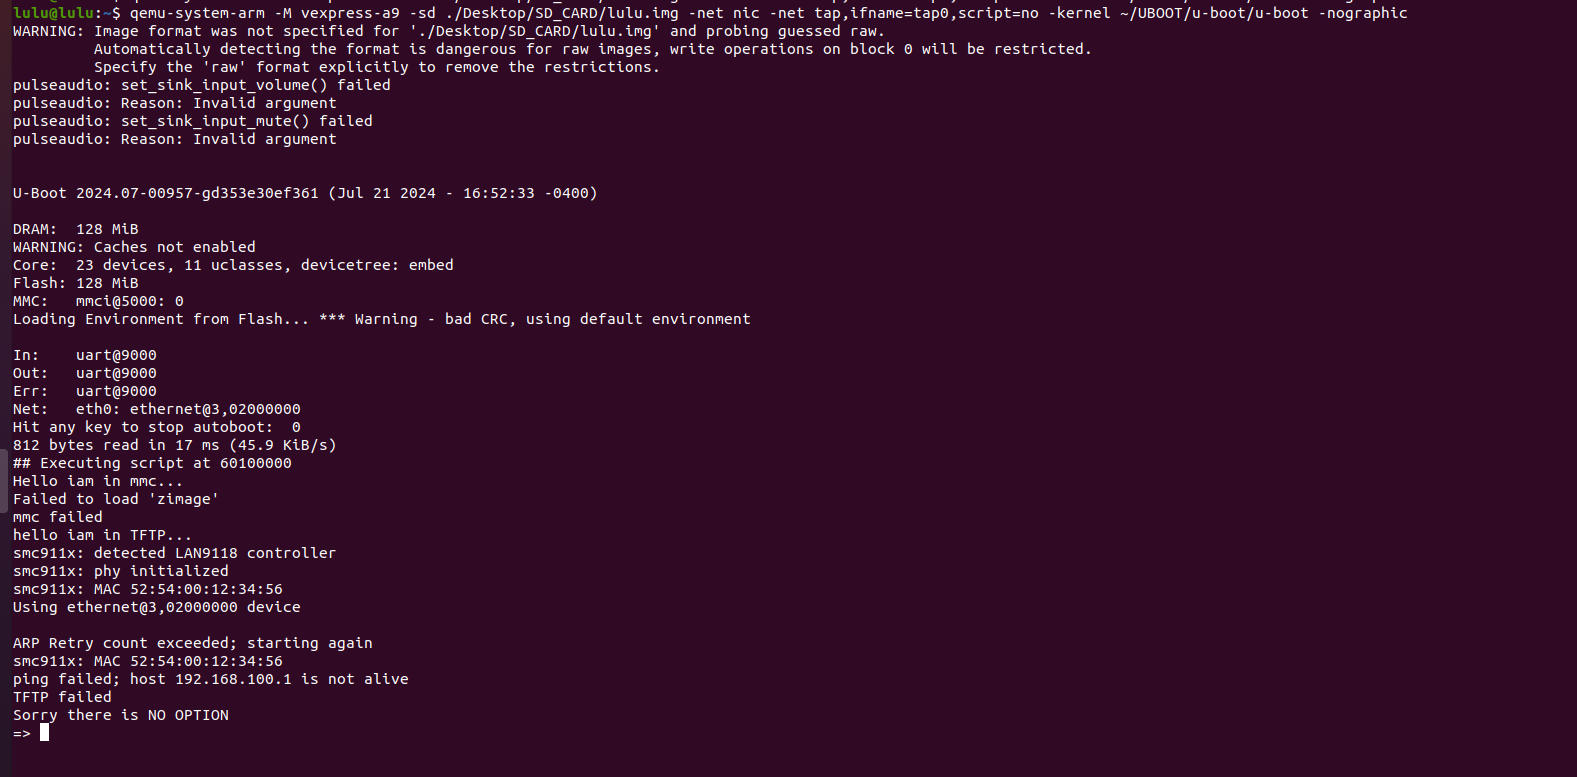 lulu@lulu:~$ qemu-system-arm -M vexpress-a9 -sd ./Desktop/SD_CARD/lulu.img -net nic -net tap,ifname=tap0,script=no -kernel ~/UBOOT/u-boot/u-boot -nographic
WARNING: Image format was not specified for './Desktop/SD_CARD/lulu.img' and probing guessed raw.
         Automatically detecting the format is dangerous for raw images, write operations on block 0 will be restricted.
         Specify the 'raw' format explicitly to remove the restrictions.
pulseaudio: set_sink_input_volume() failed
pulseaudio: Reason: Invalid argument
pulseaudio: set_sink_input_mute() failed
pulseaudio: Reason: Invalid argument
U-Boot 2024.07-00957-gd353e30ef361 (Jul 21 2024 - 16:52:33 -0400)
DRAM:  128 MiB
WARNING: Caches not enabled
Core:  23 devices, 11 uclasses, devicetree: embed
Flash: 128 MiB
MMC:   mmci@5000: 0
Loading Environment from Flash... *** Warning - bad CRC, using default environment
In:    uart@9000
Out:   uart@9000
Err:   uart@9000
Net:   eth0: ethernet@3,02000000
Hit any key to stop autoboot:  0
812 bytes read in 17 ms (45.9 KiB/s)
## Executing script at 60100000
Hello iam in mmc...
Failed to load 'zimage'
mmc failed
hello iam in TFTP...
smc911x: detected LAN9118 controller
smc911x: phy initialized
smc911x: MAC 52:54:00:12:34:56
Using ethernet@3,02000000 device
ARP Retry count exceeded; starting again
smc911x: MAC 52:54:00:12:34:56
ping failed; host 192.168.100.1 is not alive
TFTP failed
Sorry there is NO OPTION
=>